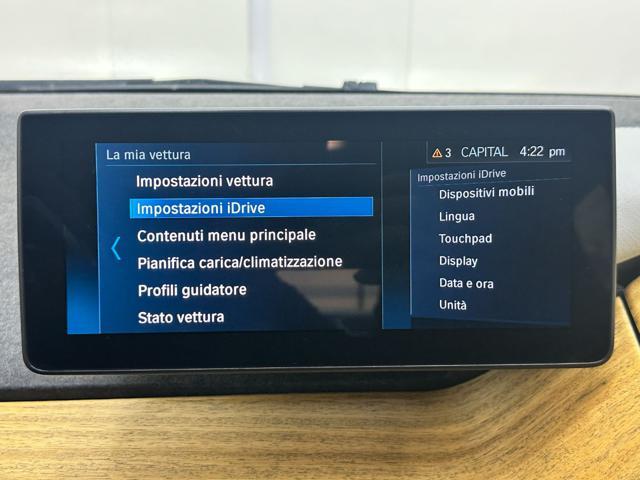 La mia vettura
Impostazioni vettura
Impostazioni iDrive
Contenuti menu principale
Pianifica carica/climatizzazione
Profili guidatore
Stato vettura
3 CAPITAL 4:22 pm
Impostazioni iDrive
Dispositivi mobili
Lingua
Touchpad
Display
Data e ora
Unità